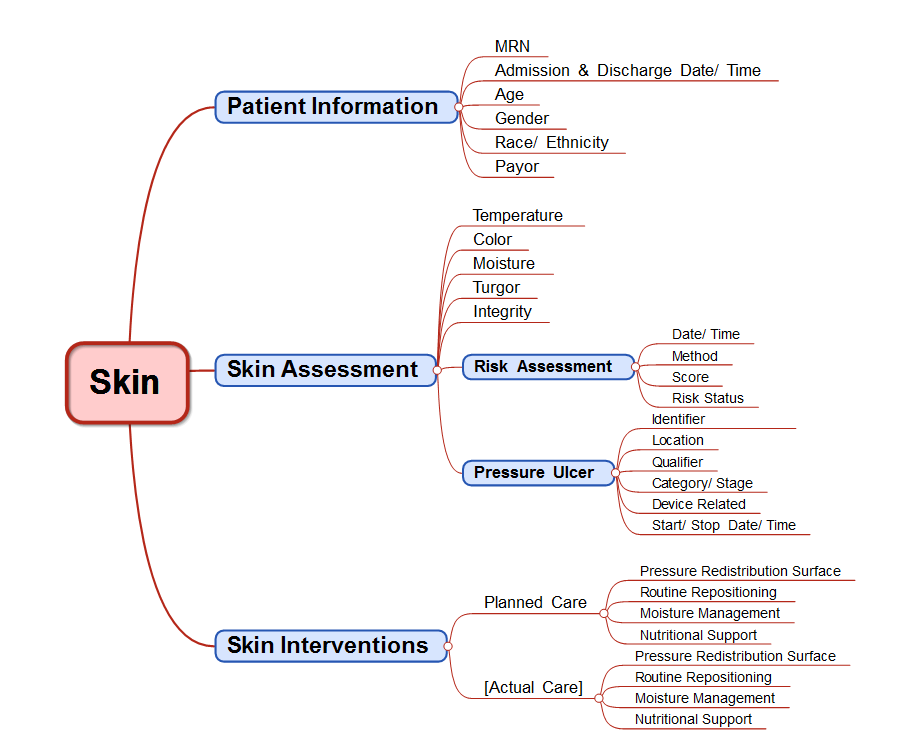 MRN
Admission & Discharge Date/ Time
Age
Patient Information
Gender
Race/ Ethnicity
Payor
Temperature
Color
Moisture
Turgor
Integrity
Skin Assessment
Risk Assessment
Date/ Time
Method
Score
Risk Status
Skin
Pressure Ulcer
Identifier
Location
Qualifier
Category/ Stage
Device Related
Start/ Stop Date/ Time
Skin Interventions
Planned Care
Pressure Redistribution Surface
Routine Repositioning
Moisture Management
Nutritional Support
[Actual Care]
Pressure Redistribution Surface
Routine Repositioning
Moisture Management
Nutritional Support